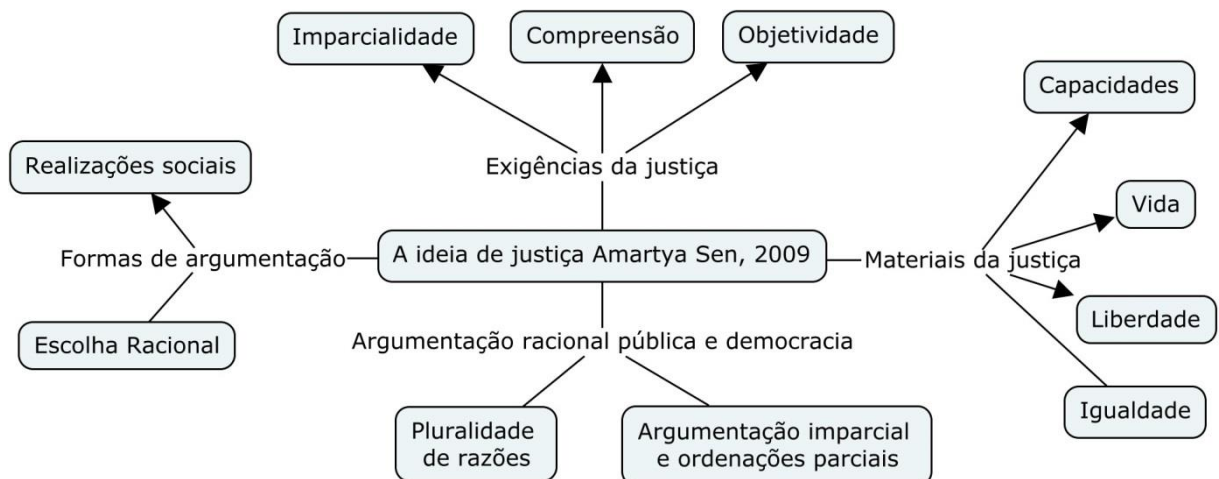 Imparcialidade
Compreensão
Objetividade
Capacidades
Realizações sociais
Exigências da justiça
Vida
Formas de argumentação
A ideia de justiça Amartya Sen, 2009
Materiais da justiça
Liberdade
Escolha Racional
Argumentação racional pública e democracia
Igualdade
Pluralidade
de razões
Argumentação imparcial
e ordenações parciais